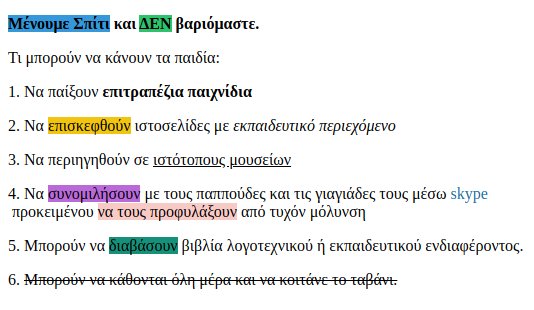 Μένουμε Σπίτι και ΔΕΝ βαριόμαστε.
Τι μπορούν να κάνουν τα παιδία:
1. Να παίξουν επιτραπέζια παιχνίδια
2. Να επισκεφθούν ιστοσελίδες με εκπαιδευτικό περιεχόμενο
3. Να περιηγηθούν σε ιστότοπους μουσείων
4. Να συνομιλήσουν με τους παππούδες και τις γιαγιάδες τους μέσω skype
προκειμένου να τους προφυλάξουν από τυχόν μόλυνση
5. Μπορούν να διαβάσουν βιβλία λογοτεχνικού ή εκπαιδευτικού ενδιαφέροντος.
6. Μπορούν να κάθονται όλη μέρα και να κοιτάνε το ταβάνι.